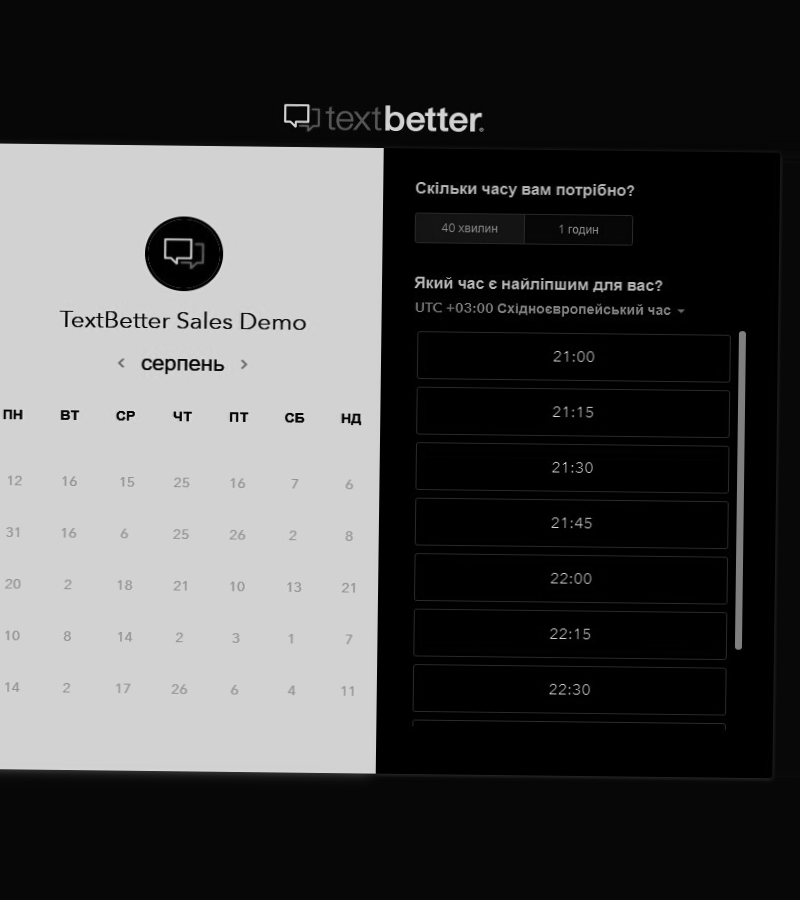 textbetter.
TextBetter Sales Demo
серпень
ПН ВТ СР ЧТ ПТ СБ НД
12 16 15 25 16 7 6
31 16 6 25 26 2 8
20 2 18 21 10 13 21
10 8 14 2 3 1 7
14 2 17 26 6 4 11
Скільки часу вам потрібно?
40 хвилин 1 годин
Який час є найліпшим для вас?
UTC +03:00 Східноєвропейський час
21:00
21:15
21:30
21:45
22:00
22:15
22:30